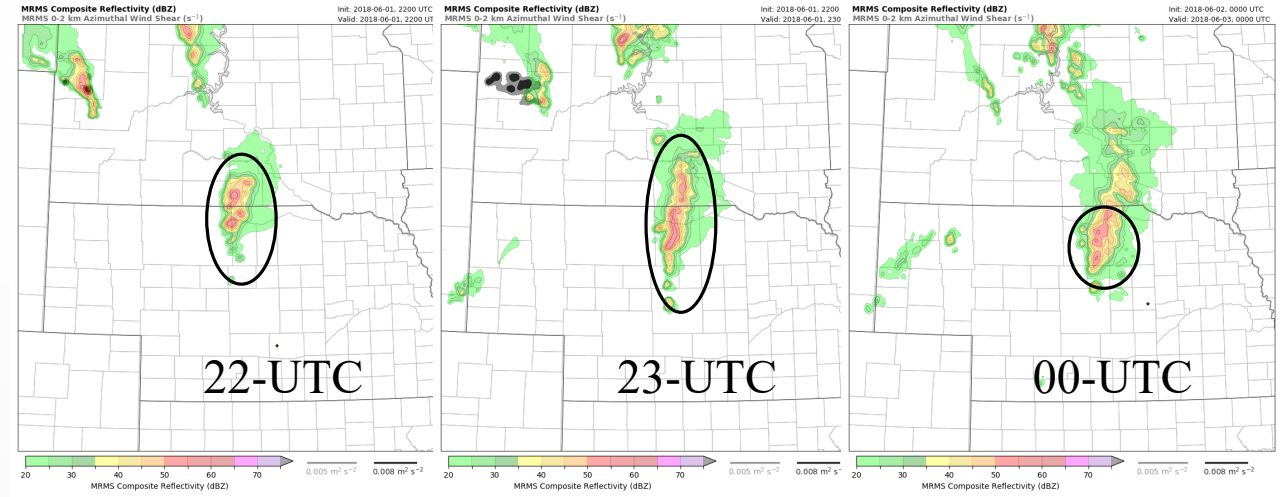 MRMS Composite Reflectivity (dBZ)
MRMS 0-2 km Azimuthal Wind Shear (s⁻¹)
Init: 2018-06-01, 2200 UTC
Valid: 2018-06-01, 2200 UT
22-UTC
20 30 40 50 60 70
MRMS Composite Reflectivity (dBZ)
0.005 m² s⁻²
0.008 m² s⁻²
MRMS Composite Reflectivity (dBZ)
MRMS 0-2 km Azimuthal Wind Shear (s⁻¹)
Init: 2018-06-01, 2200 UTC
Valid: 2018-06-01, 230
23-UTC
20 30 40 50 60 70
MRMS Composite Reflectivity (dBZ)
0.005 m² s⁻²
0.008 m² s⁻
MRMS Composite Reflectivity (dBZ)
MRMS 0-2 km Azimuthal Wind Shear (s⁻¹)
Init: 2018-06-02, 0000 UTC
Valid: 2018-06-03, 0000 UTC
00-UTC
20 30 40 50 60 70
MRMS Composite Reflectivity (dBZ)
0.005 m² s⁻²
0.008 m² s⁻²